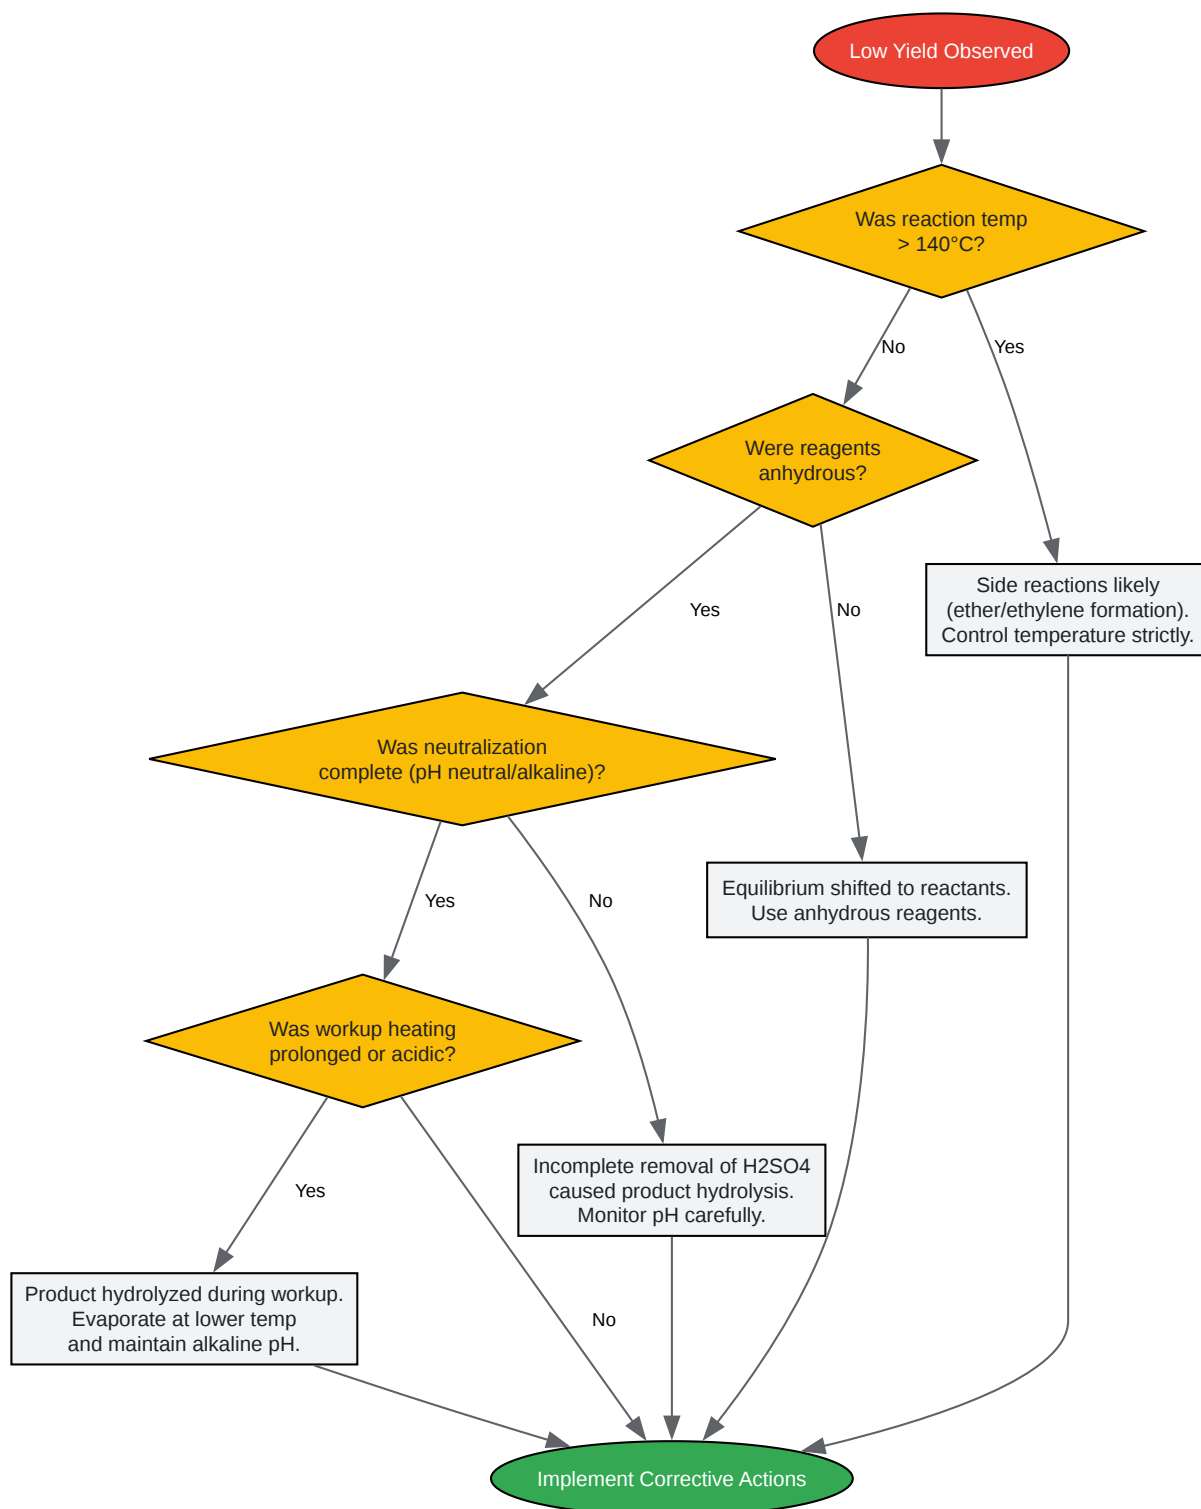 Low Yield Observed
Was reaction temp
> 140°C?
No
Yes
Were reagents
anhydrous?
Yes
No
Side reactions likely
(ether/ethylene formation).
Control temperature strictly.
Was neutralization
complete (pH neutral/alkaline)?
Yes
No
Equilibrium shifted to reactants.
Use anhydrous reagents.
Was workup heating
prolonged or acidic?
Yes
No
Incomplete removal of H2SO4
caused product hydrolysis.
Monitor pH carefully.
Product hydrolyzed during workup.
Evaporate at lower temp
and maintain alkaline pH.
Implement Corrective Actions